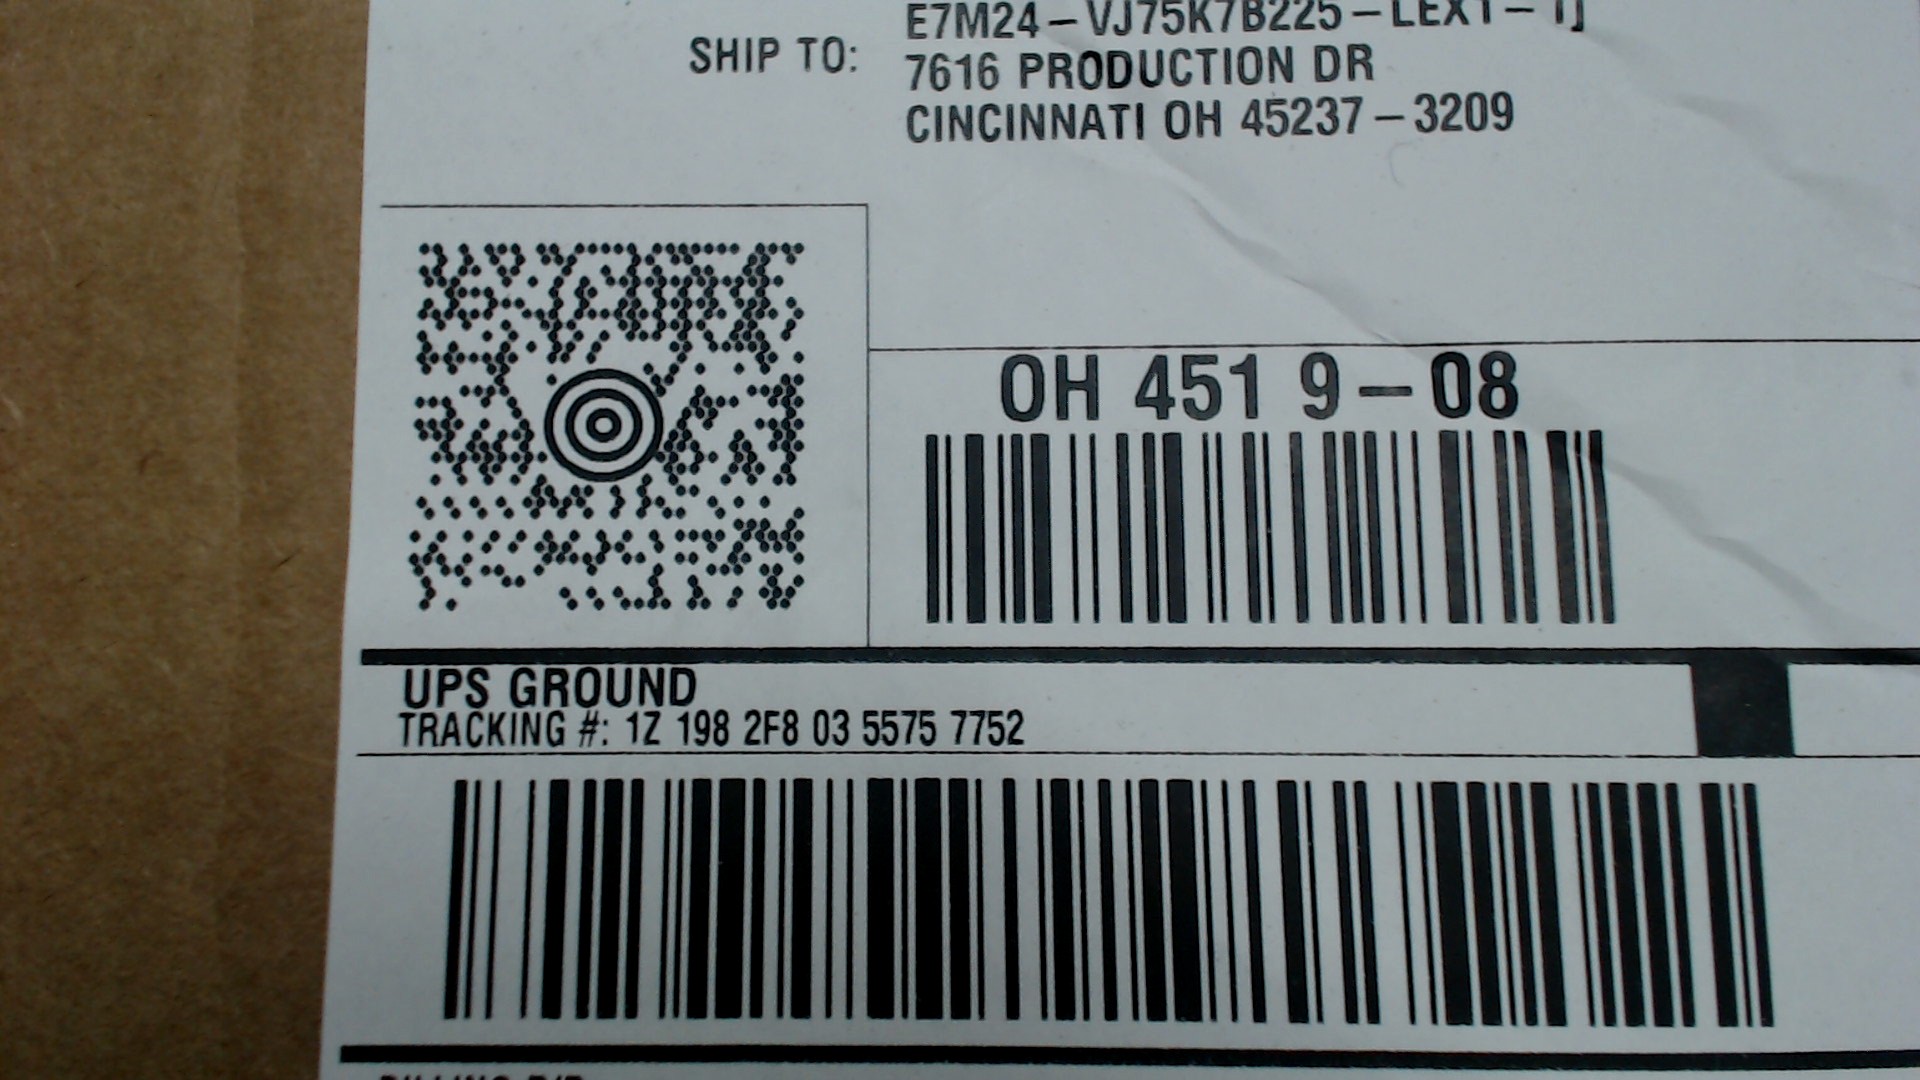 E7M24-VJ75K7B225-LEX1-
SHIP TO:
7616 PRODUCTION DR
CINCINNATI OH 45237-3209
OH 451 9-08
UPS GROUND
TRACKING #: 1Z 198 2F8 03 5575 7752